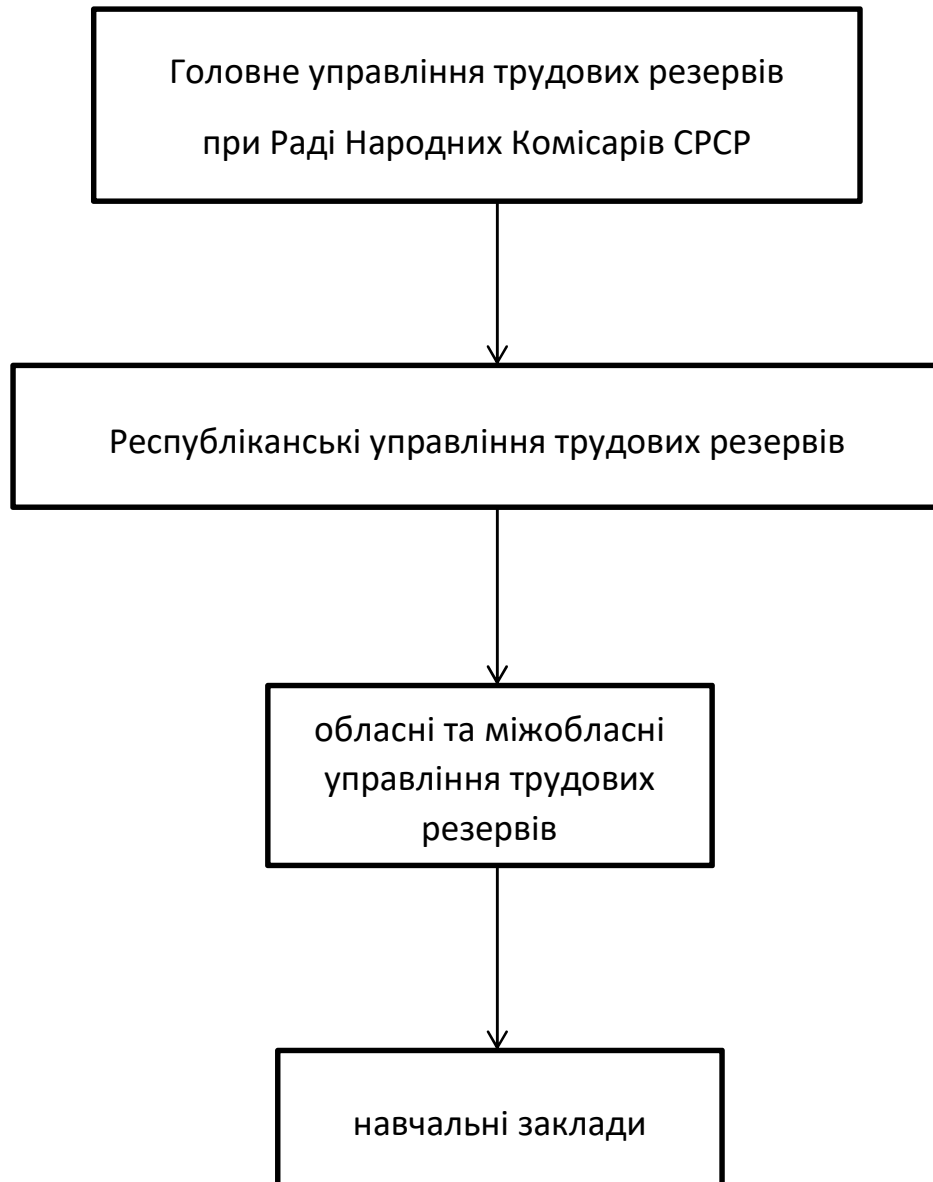 Головне управління трудових резервів
при Раді Народних Комісарів СРСР
Республіканські управління трудових резервів
обласні та міжобласні
управління трудових
резервів
навчальні заклади